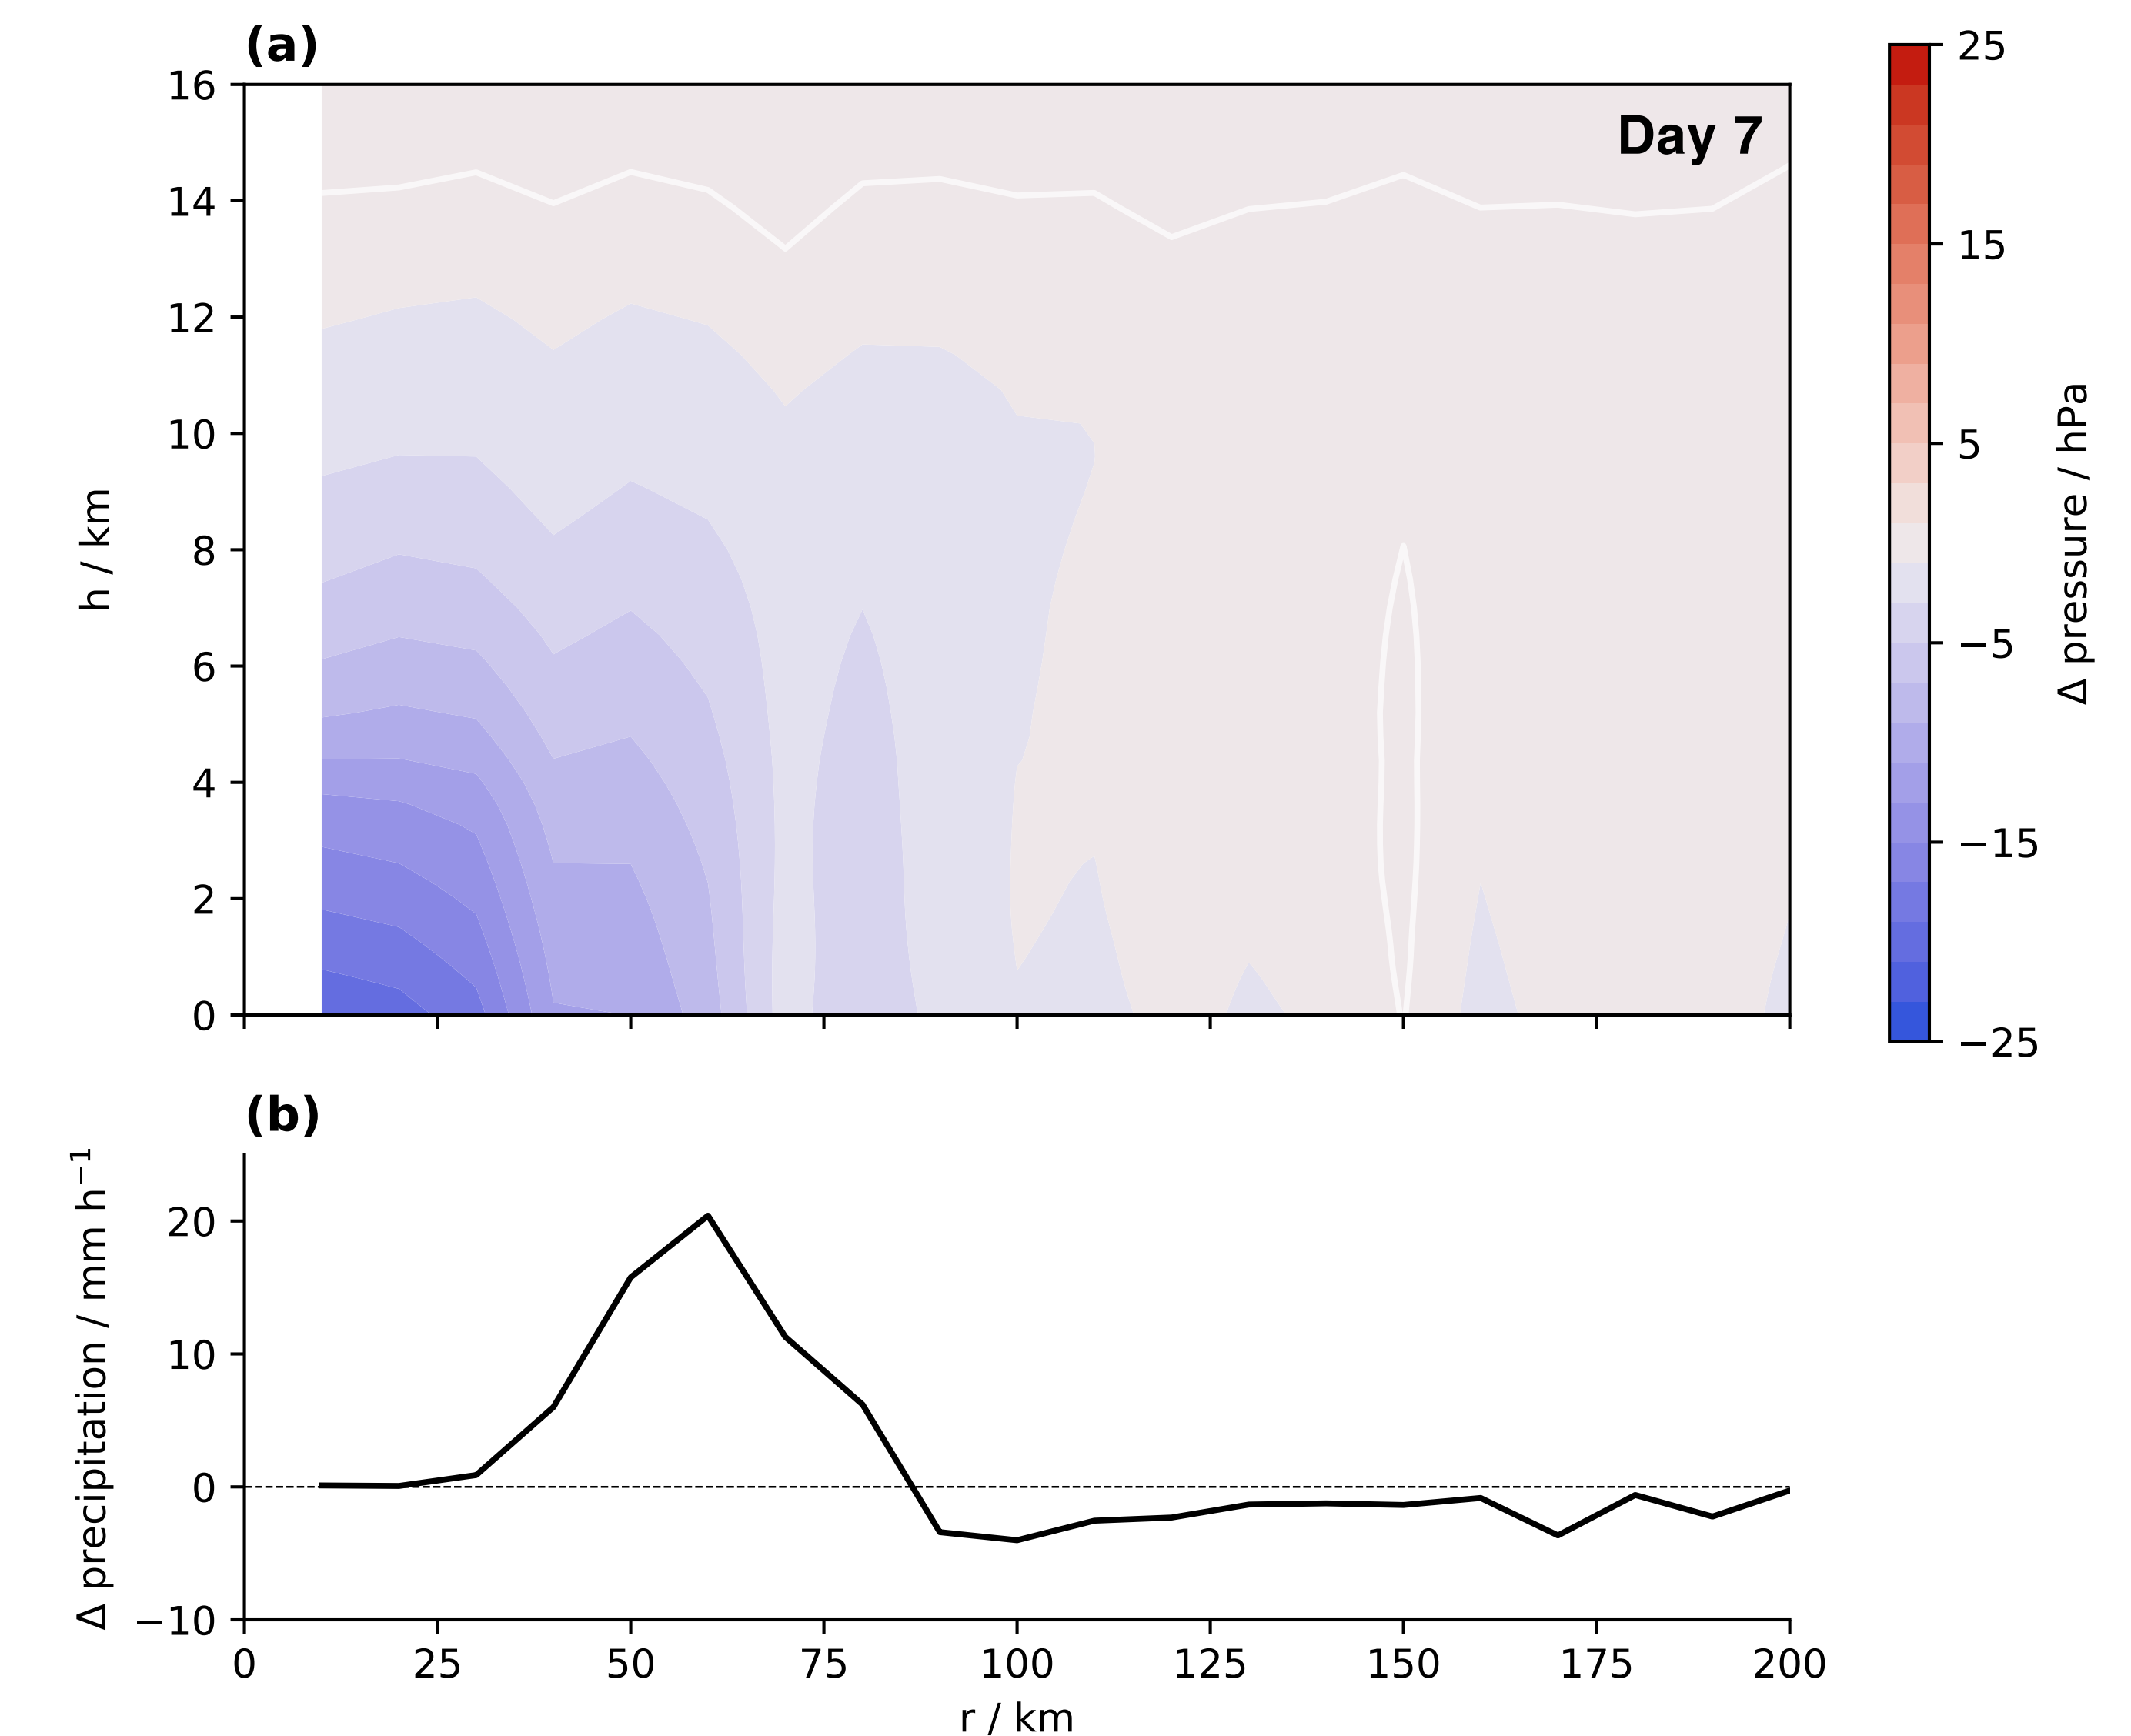 (a)
Day 7
16
14
12
10
8
6
4
2
0
h / km
25
15
5
−5
−15
−25
Δ pressure / hPa
(b)
20
10
0
−10
Δ precipitation / mm h⁻¹
0 25 50 75 100 125 150 175 200
r / km